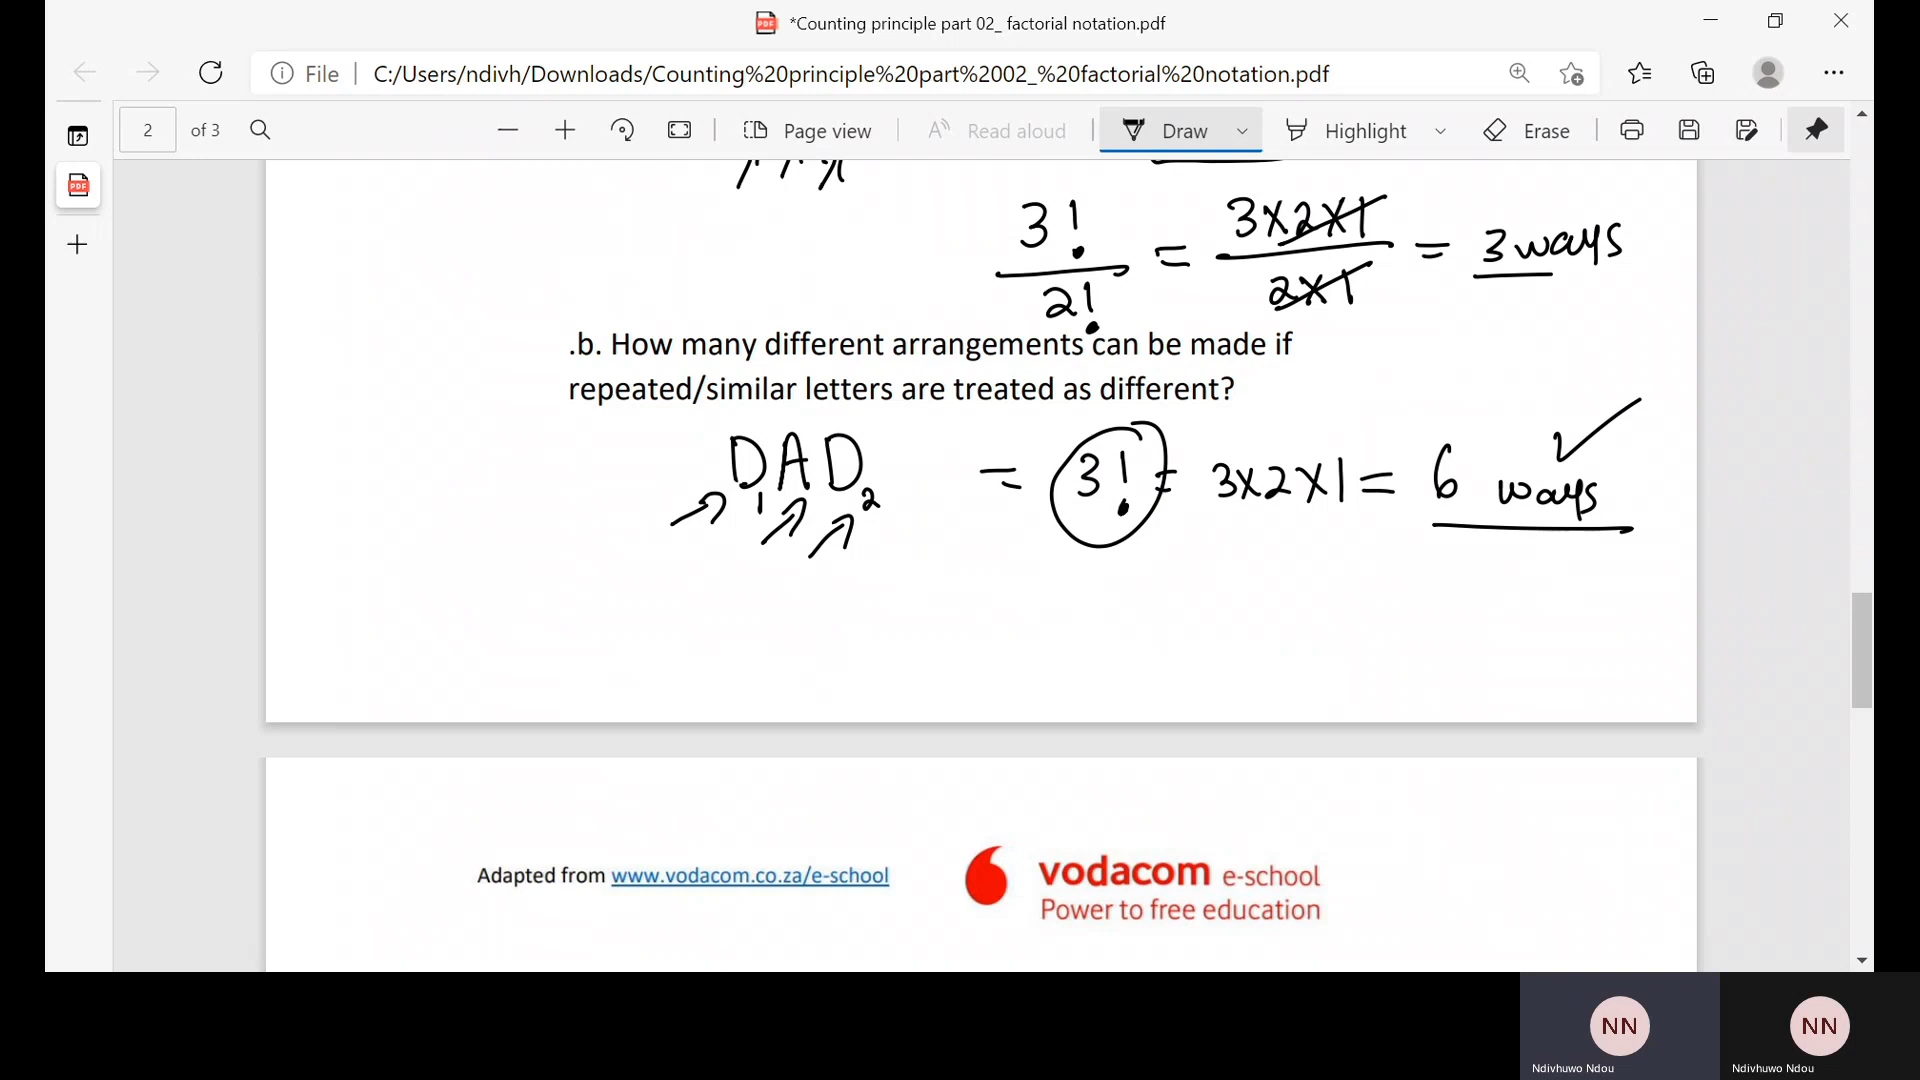 *Counting principle part 02_ factorial notation.pdf
File | C:/Users/ndivh/Downloads/Counting%20principle%20part%2002_%20factorial%20notation.pdf
2 of 3 Page view Read aloud Draw Highlight Erase
3! / 2! = 3x2x1 / 2x1 = 3 ways
.b. How many different arrangements can be made if
repeated/similar letters are treated as different?
D1AD2 = 3! = 3x2x1 = 6 ways
Adapted from www.vodacom.co.za/e-school
vodacom e-school
Power to free education
NN NN
Ndivhuwo Ndou Ndivhuwo Ndou